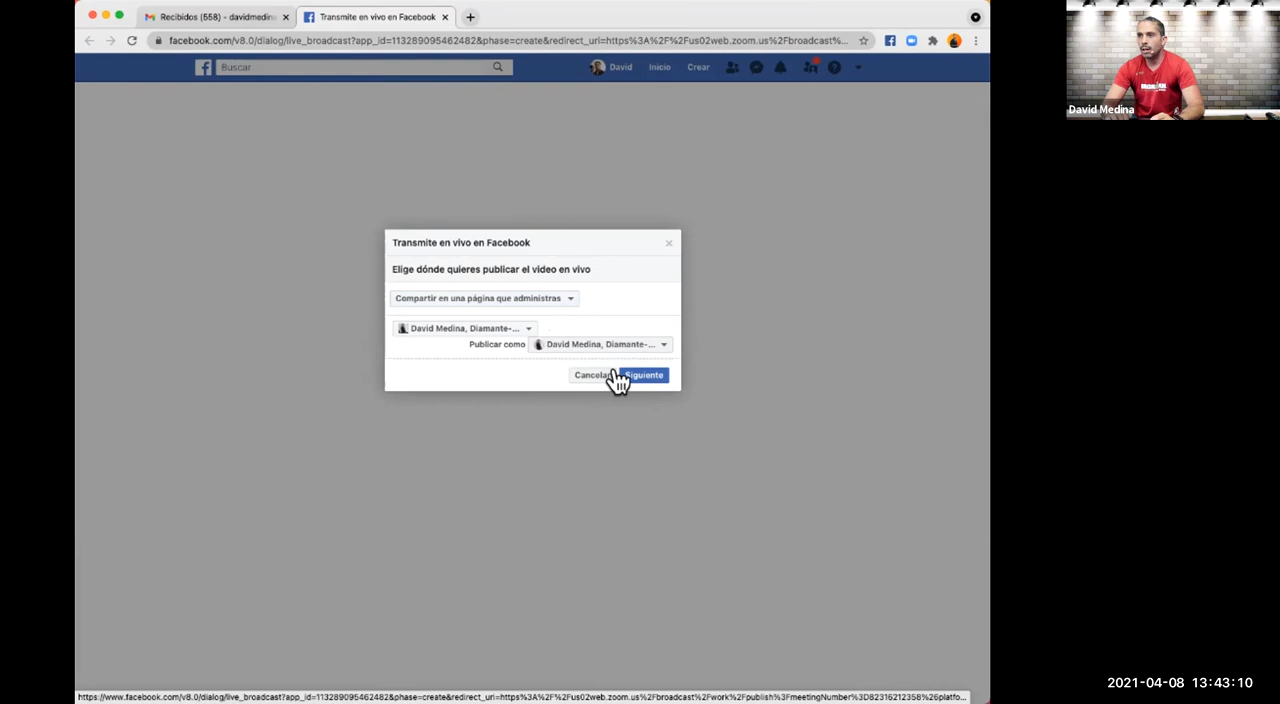 Recibidos (558) - davidmedina
Transmite en vivo en Facebook
facebook.com/v8.0/dialog/live_broadcast?app_id=113289095462482&phase=create&redirect_uri=https%3A%2F%2Fus02web.zoom.us%2Fbroadcast%...
Buscar
David Inicio Crear
David Medina
Transmite en vivo en Facebook
Elige dónde quieres publicar el video en vivo
Compartir en una página que administras
David Medina, Diamante-...
Publicar como David Medina, Diamante-...
Cancelar Siguiente
https://www.facebook.com/v8.0/dialog/live_broadcast?app_id=113289095462482&phase=create&redirect_uri=https%3A%2F%2Fus02web.zoom.us%2Fbroadcast%2Fwork%2Fpublish%3FmeetingNumber%3D82316212358%26platfo...
2021-04-08 13:43:10